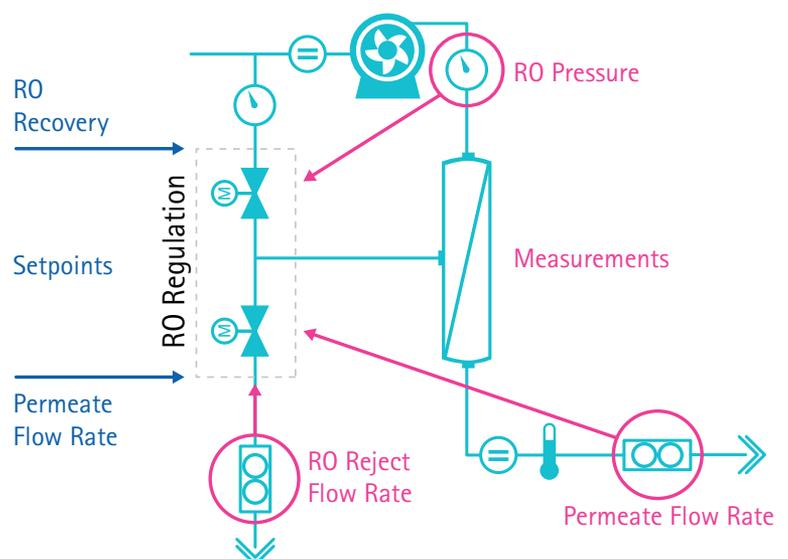 RO Pressure
RO
Recovery
M
RO Regulation
Setpoints
Measurements
M
Permeate
Flow Rate
RO Reject
Flow Rate
Permeate Flow Rate